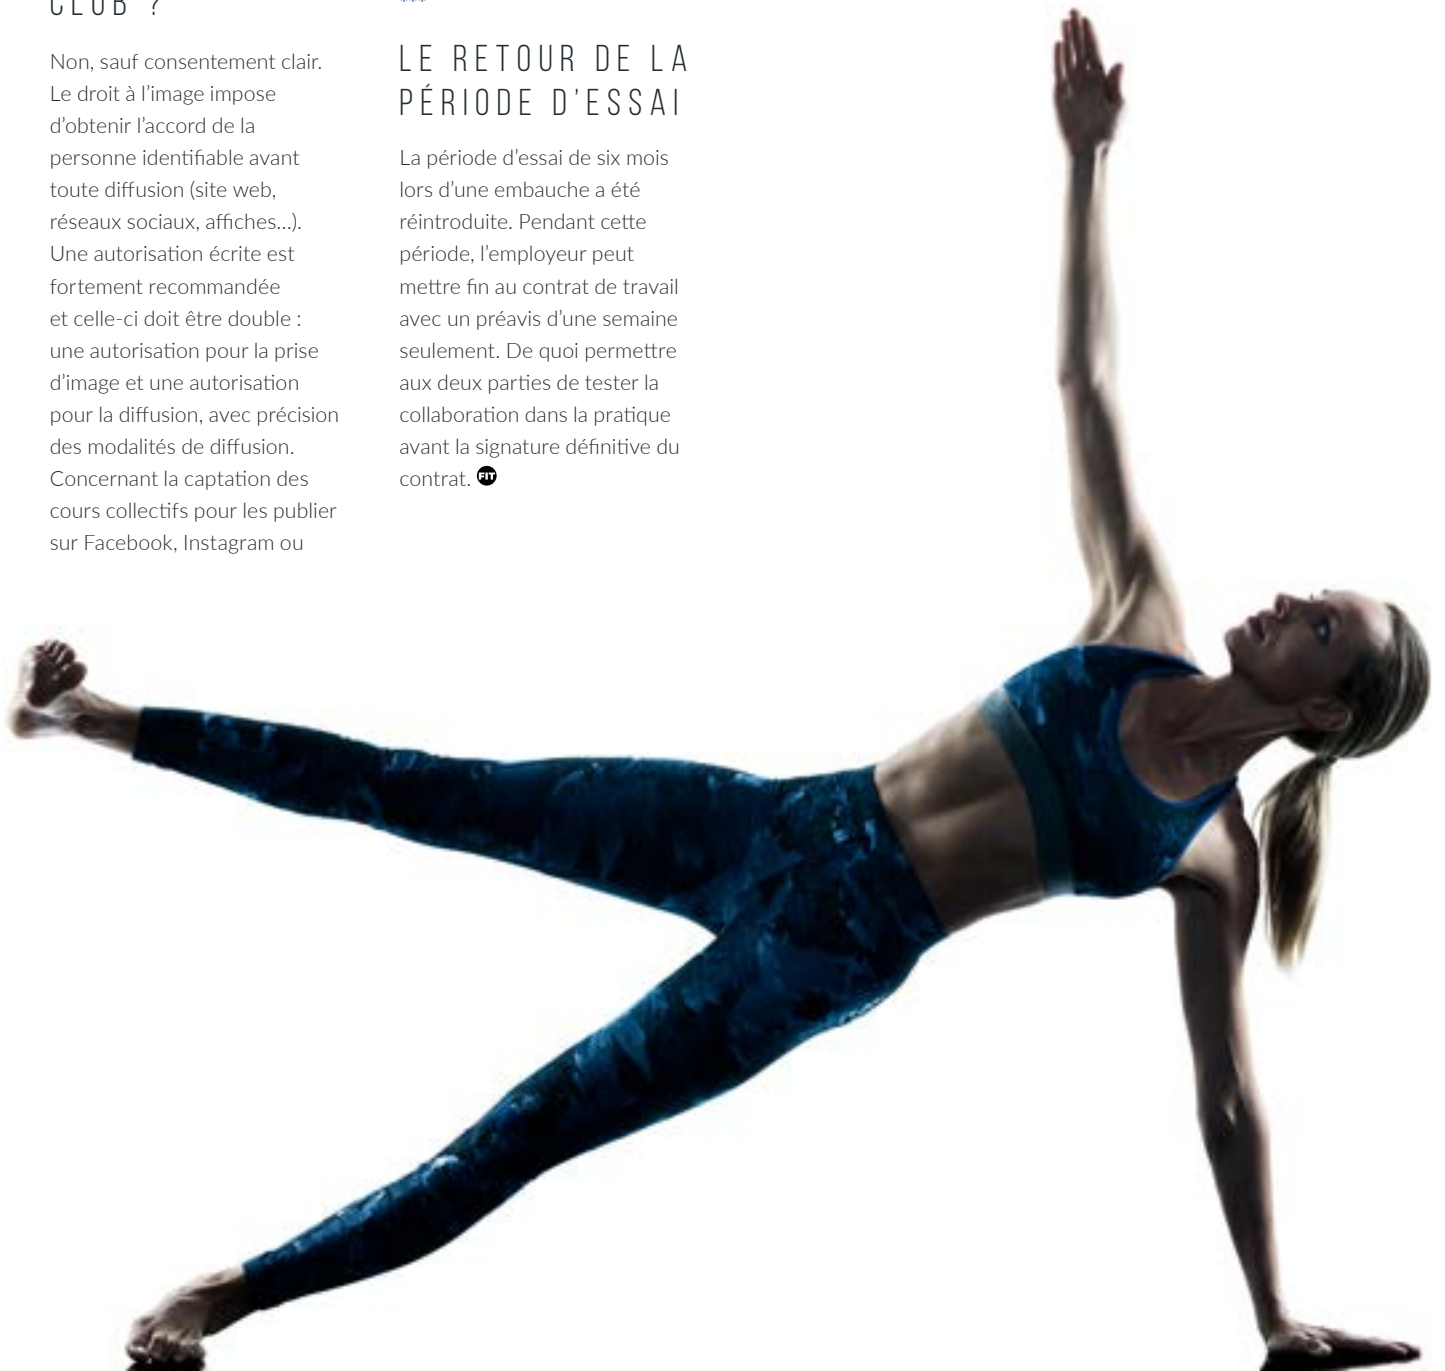 CLUB ?
Non, sauf consentement clair.
Le droit à l’image impose
d’obtenir l’accord de la
personne identifiable avant
toute diffusion (site web,
réseaux sociaux, affiches…).
Une autorisation écrite est
fortement recommandée
et celle-ci doit être double :
une autorisation pour la prise
d’image et une autorisation
pour la diffusion, avec précision
des modalités de diffusion.
Concernant la captation des
cours collectifs pour les publier
sur Facebook, Instagram ou
***
LE RETOUR DE LA
PÉRIODE D’ESSAI
La période d’essai de six mois
lors d’une embauche a été
réintroduite. Pendant cette
période, l’employeur peut
mettre fin au contrat de travail
avec un préavis d’une semaine
seulement. De quoi permettre
aux deux parties de tester la
collaboration dans la pratique
avant la signature définitive du
contrat. FIT